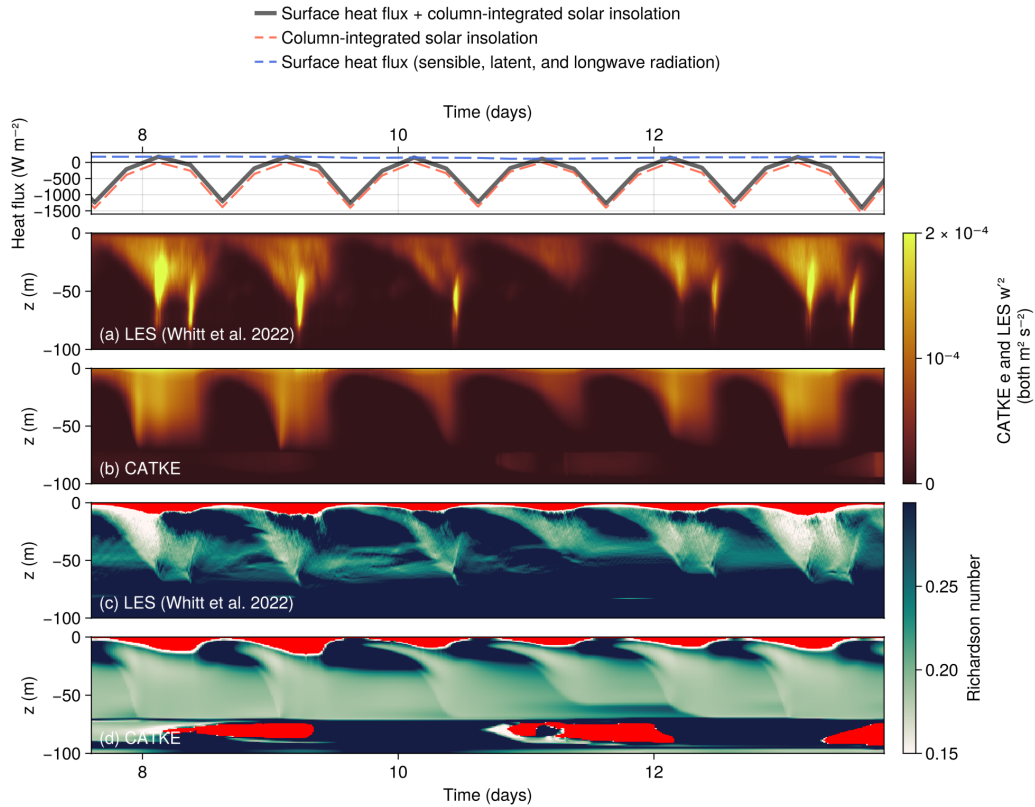 Surface heat flux + column-integrated solar insolation
Column-integrated solar insolation
Surface heat flux (sensible, latent, and longwave radiation)
Time (days)
8 10 12
Heat flux (W m⁻²)
0
−500
−1000
−1500
0
−50
−100
z (m)
(a) LES (Whitt et al. 2022)
2 × 10⁻⁴
10⁻⁴
0
CATKE e and LES w′²
(both m² s⁻²)
0
−50
−100
z (m)
(b) CATKE
0
−50
−100
z (m)
(c) LES (Whitt et al. 2022)
0.25
0.20
0.15
Richardson number
0
−50
−100
z (m)
(d) CATKE
8 10 12
Time (days)